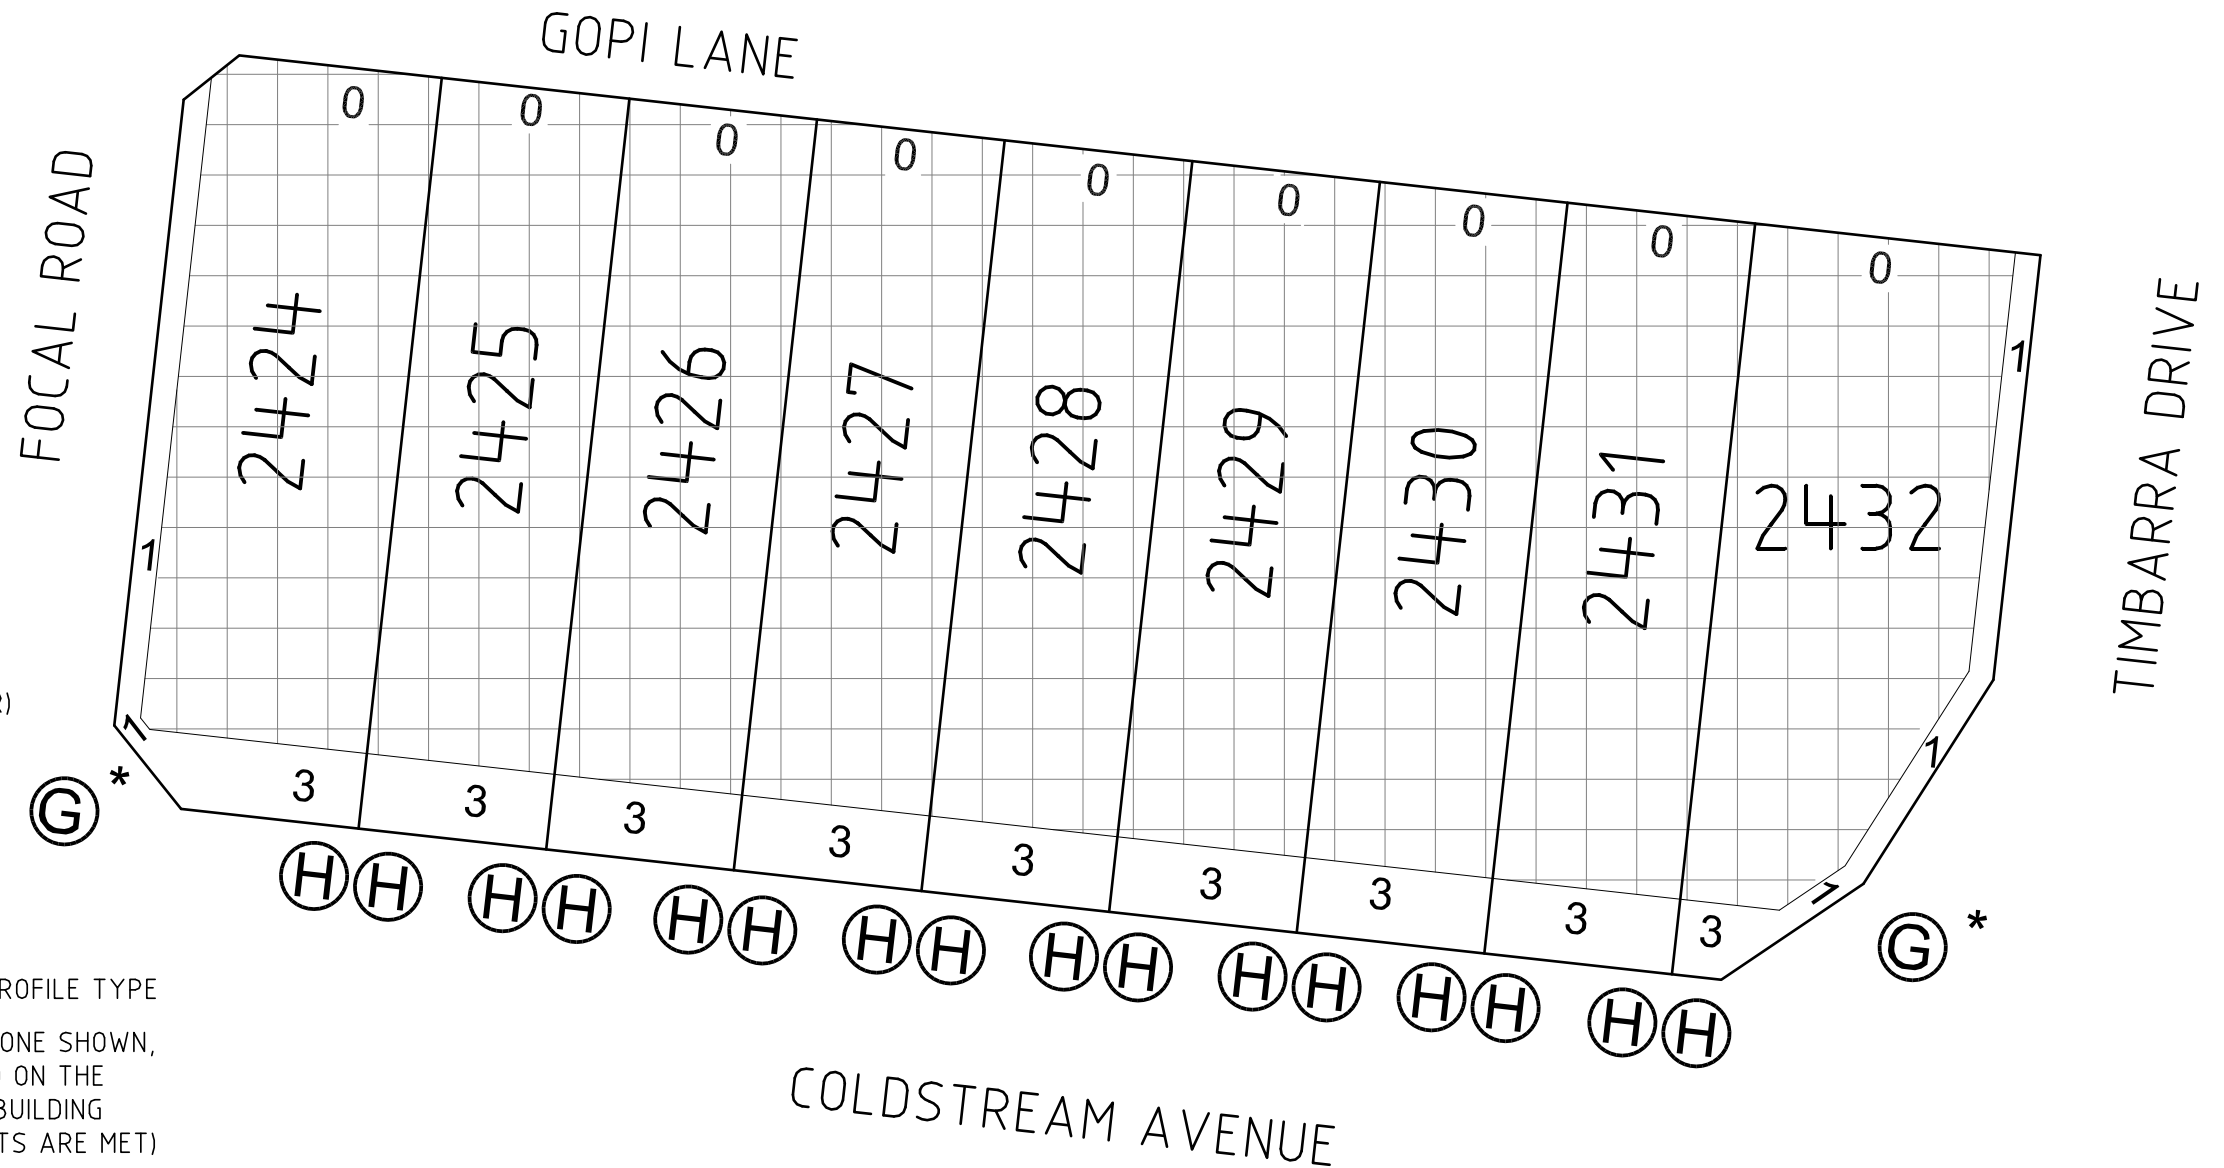 GOPI LANE
FOCAL ROAD
TIMBARRA DRIVE
0 0 0 0 0 0 0 0 0
2424 2425 2426 2427 2428 2429 2430 2431 2432
1
1
1
1
1
1
R)
3 3 3 3 3 3 3 3 3
G *
G *
H H H H H H H H H H H H H H H H
COLDSTREAM AVENUE
ROFILE TYPE
ONE SHOWN,
ON THE
BUILDING
TS ARE MET)